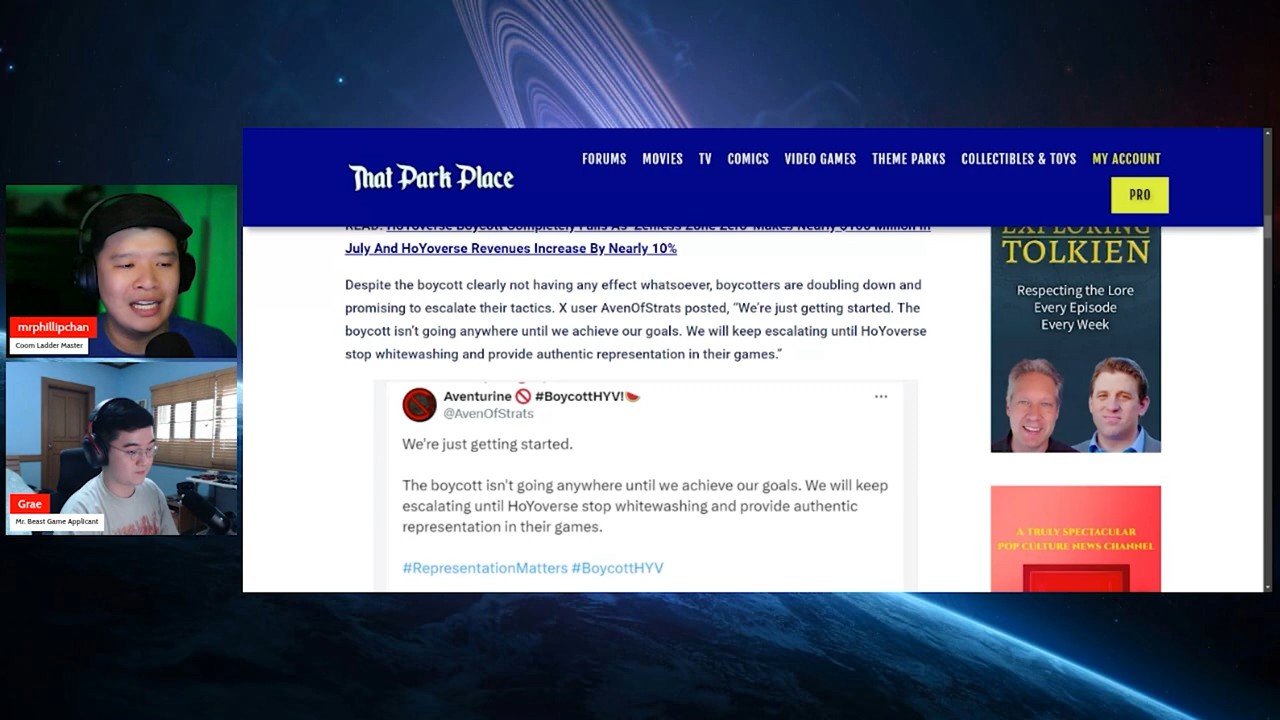 That Park Place
FORUMS MOVIES TV COMICS VIDEO GAMES THEME PARKS COLLECTIBLES & TOYS MY ACCOUNT
PRO
READ: HoYoverse Boycott Completely Fails As 'Zenless Zone Zero' Makes Nearly $100 Million In
July And HoYoverse Revenues Increase By Nearly 10%
Despite the boycott clearly not having any effect whatsoever, boycotters are doubling down and
promising to escalate their tactics. X user AvenOfStrats posted, “We’re just getting started. The
boycott isn’t going anywhere until we achieve our goals. We will keep escalating until HoYoverse
stop whitewashing and provide authentic representation in their games.”
Aventurine #BoycottHYV!
@AvenOfStrats
We're just getting started.
The boycott isn't going anywhere until we achieve our goals. We will keep
escalating until HoYoverse stop whitewashing and provide authentic
representation in their games.
#RepresentationMatters #BoycottHYV
EXPLORING
TOLKIEN
Respecting the Lore
Every Episode
Every Week
A TRULY SPECTACULAR
POP CULTURE NEWS CHANNEL
mrphillipchan
Coom Ladder Master
Grae
Mr. Beast Game Applicant